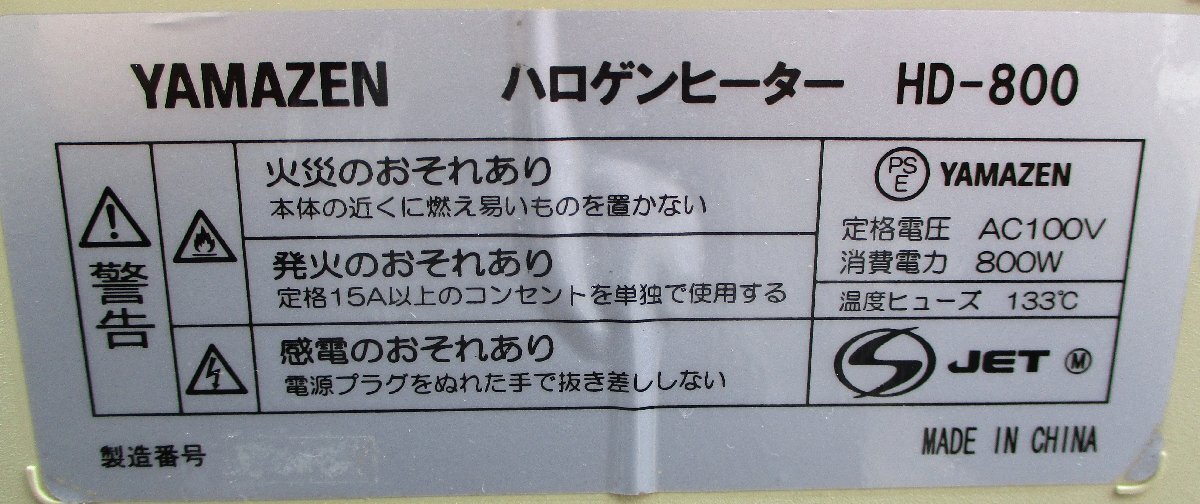 YAMAZEN ハロゲンヒーター HD-800
警告
火災のおそれあり
本体の近くに燃え易いものを置かない
発火のおそれあり
定格15A以上のコンセントを単独で使用する
感電のおそれあり
電源プラグをぬれた手で抜き差ししない
PS E YAMAZEN
定格電圧 AC100V
消費電力 800W
温度ヒューズ 133℃
JET Ⓜ
製造番号
MADE IN CHINA